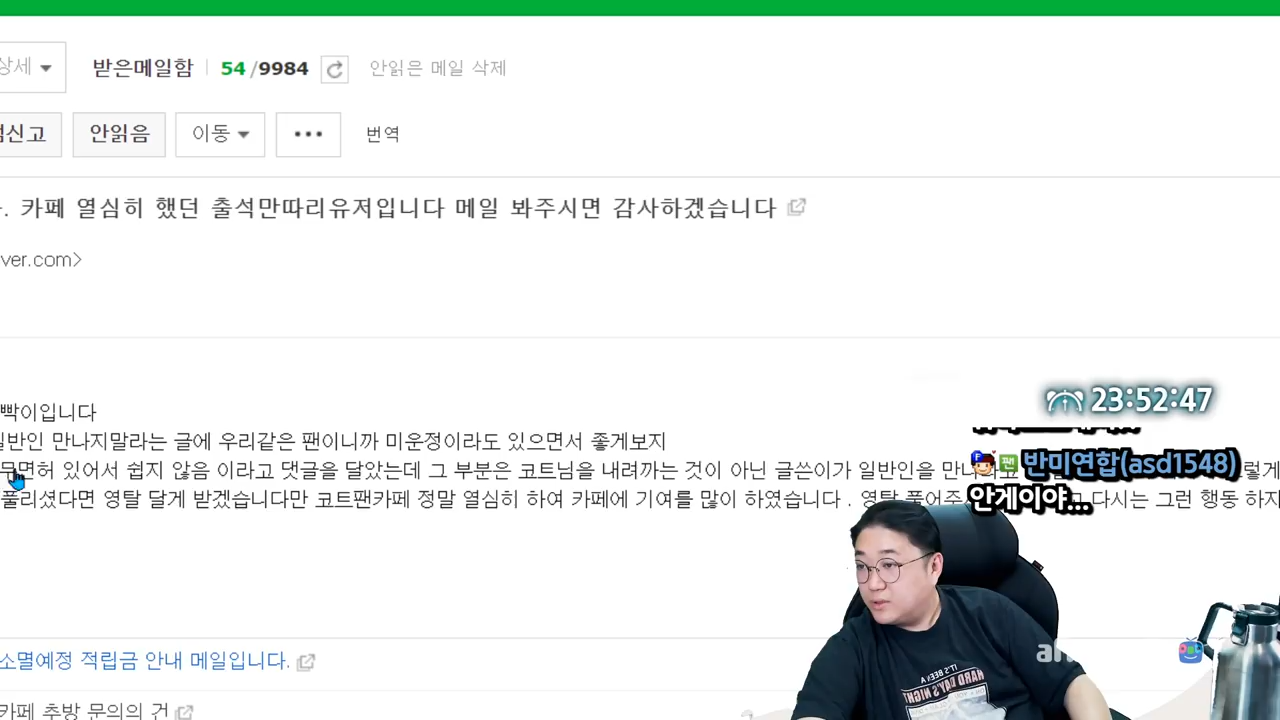 상세
받은메일함 54 /9984 안읽은 메일 삭제
신고 안읽음 이동 ••• 번역
. 카페 열심히 했던 출석만따리유저입니다 메일 봐주시면 감사하겠습니다
ver.com>
빡이입니다
일반인 만나지말라는 글에 우리같은 팬이니까 미운정이라도 있으면서 좋게보지
무면허 있어서 쉽지 않음 이라고 댓글을 달았는데 그 부분은 코트님을 내려까는 것이 아닌 글쓴이가 일반인을
풀리셨다면 영탈 달게 받겠습니다만 코트팬카페 정말 열심히 하여 카페에 기여를 많이 하였습니다 . 영탈 풀어주 다시는 그런 행동 하지
23:52:47
F 팬 반미연합(asd1548)
안게이야...
소멸예정 적립금 안내 메일입니다.
카페 추방 문의의 건
IT'S BEEN A
HARD DAY'S NIGHT